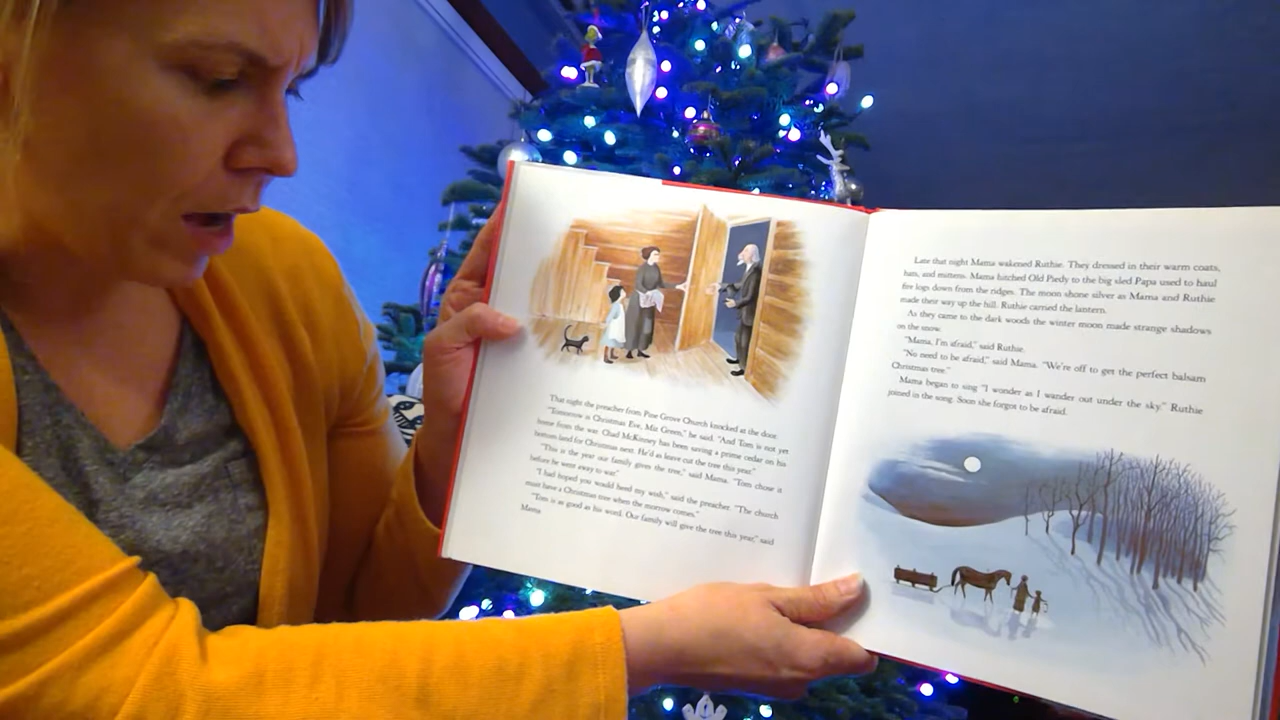 That night the preacher from Pine Grove Church knocked at the door.
"Tomorrow is Christmas Eve, Miz Green," he said. "And Tom is not yet
home from the war. Chad McKinney has been saving a prime cedar on his
bottom land for Christmas next. He'd as leave cut the tree this year."
"This is the year our family gives the tree," said Mama. "Tom chose it
before he went away to war."
"I had hoped you would heed my wish," said the preacher. "The church
must have a Christmas tree when the morrow comes."
"Tom is as good as his word. Our family will give the tree this year," said
Mama.
Late that night Mama wakened Ruthie. They dressed in their warm coats,
hats, and mittens. Mama hitched Old Piedy to the big sled Papa used to haul
fire logs down from the ridges. The moon shone silver as Mama and Ruthie
made their way up the hill. Ruthie carried the lantern.
As they came to the dark woods the winter moon made strange shadows
on the snow.
"Mama, I'm afraid," said Ruthie.
"No need to be afraid," said Mama. "We're off to get the perfect balsam
Christmas tree."
Mama began to sing "I wonder as I wander out under the sky." Ruthie
joined in the song. Soon she forgot to be afraid.